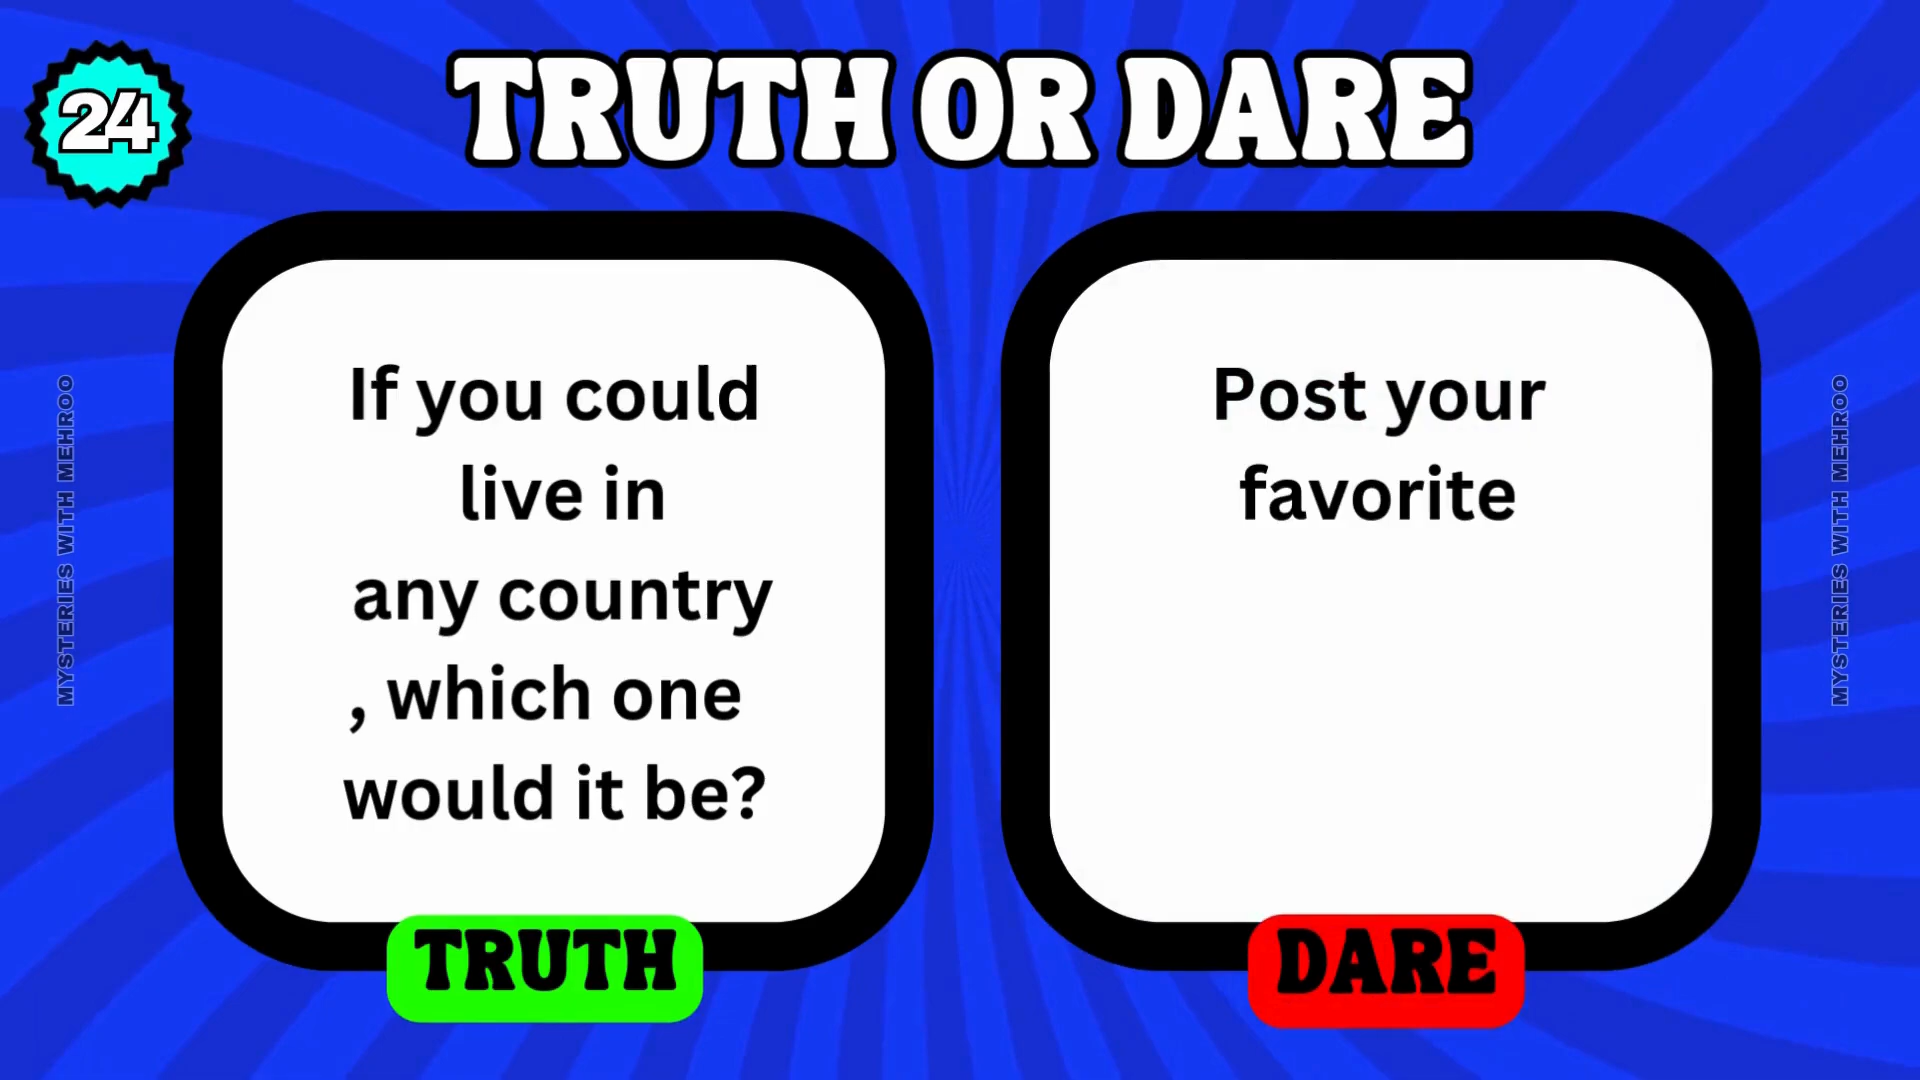 24
TRUTH OR DARE
If you could
live in
any country
, which one
would it be?
TRUTH
Post your
favorite
DARE
MYSTERIES WITH MEHROO
MYSTERIES WITH MEHROO